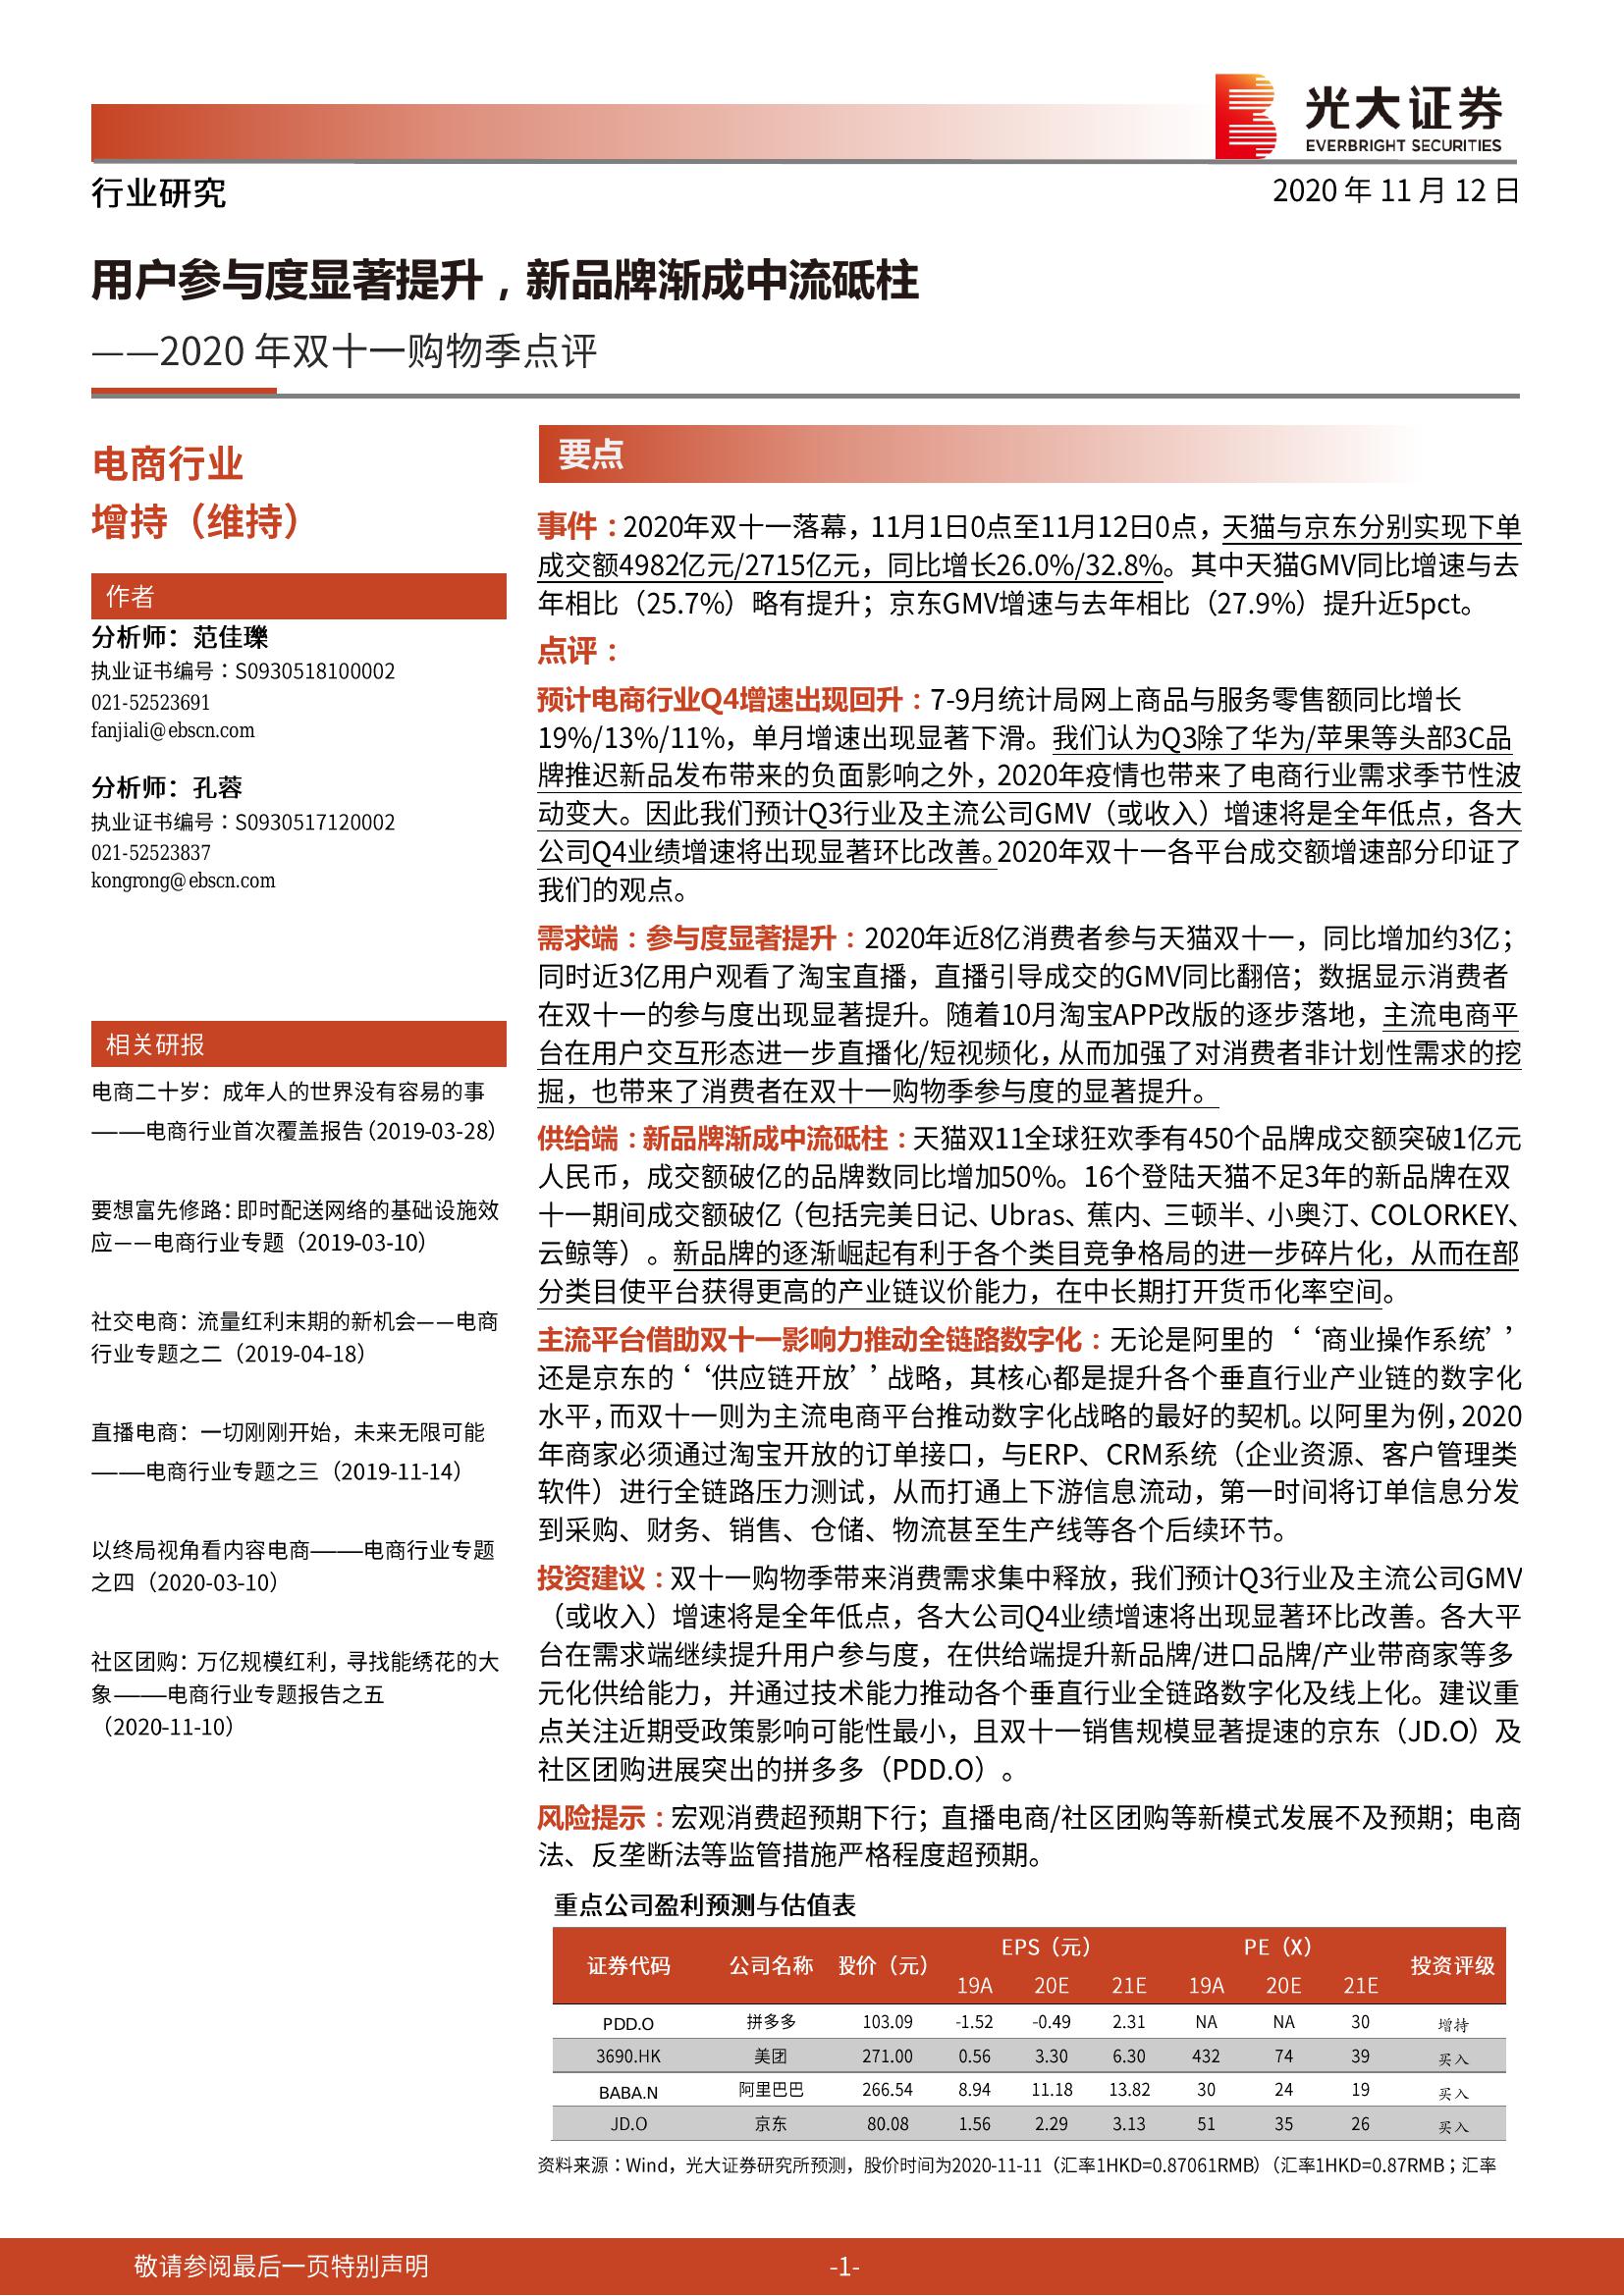 光大证券
EVERBRIGHT SECURITIES
行业研究
2020 年 11 月 12 日
用户参与度显著提升，新品牌渐成中流砥柱
——2020 年双十一购物季点评
电商行业
增持（维持）
作者
分析师：范佳瓅
执业证书编号：S0930518100002
021-52523691
fanjiali@ebscn.com
分析师：孔蓉
执业证书编号：S0930517120002
021-52523837
kongrong@ebscn.com
相关研报
电商二十岁：成年人的世界没有容易的事
——电商行业首次覆盖报告（2019-03-28）
要想富先修路：即时配送网络的基础设施效
应——电商行业专题（2019-03-10）
社交电商：流量红利末期的新机会——电商
行业专题之二（2019-04-18）
直播电商：一切刚刚开始，未来无限可能
——电商行业专题之三（2019-11-14）
以终局视角看内容电商——电商行业专题
之四（2020-03-10）
社区团购：万亿规模红利，寻找能绣花的大
象——电商行业专题报告之五
（2020-11-10）
要点
事件：2020年双十一落幕，11月1日0点至11月12日0点，天猫与京东分别实现下单
成交额4982亿元/2715亿元，同比增长26.0%/32.8%。其中天猫GMV同比增速与去
年相比（25.7%）略有提升；京东GMV增速与去年相比（27.9%）提升近5pct。
点评：
预计电商行业Q4增速出现回升：7-9月统计局网上商品与服务零售额同比增长
19%/13%/11%，单月增速出现显著下滑。我们认为Q3除了华为/苹果等头部3C品
牌推迟新品发布带来的负面影响之外，2020年疫情也带来了电商行业需求季节性波
动变大。因此我们预计Q3行业及主流公司GMV（或收入）增速将是全年低点，各大
公司Q4业绩增速将出现显著环比改善。2020年双十一各平台成交额增速部分印证了
我们的观点。
需求端：参与度显著提升：2020年近8亿消费者参与天猫双十一，同比增加约3亿；
同时近3亿用户观看了淘宝直播，直播引导成交的GMV同比翻倍；数据显示消费者
在双十一的参与度出现显著提升。随着10月淘宝APP改版的逐步落地，主流电商平
台在用户交互形态进一步直播化/短视频化，从而加强了对消费者非计划性需求的挖
掘，也带来了消费者在双十一购物季参与度的显著提升。
供给端：新品牌渐成中流砥柱：天猫双11全球狂欢季有450个品牌成交额突破1亿元
人民币，成交额破亿的品牌数同比增加50%。16个登陆天猫不足3年的新品牌在双
十一期间成交额破亿（包括完美日记、Ubras、蕉内、三顿半、小奥汀、COLORKEY、
云鲸等）。新品牌的逐渐崛起有利于各个类目竞争格局的进一步碎片化，从而在部
分类目使平台获得更高的产业链议价能力，在中长期打开货币化率空间。
主流平台借助双十一影响力推动全链路数字化：无论是阿里的‘‘商业操作系统’’
还是京东的‘‘供应链开放’’战略，其核心都是提升各个垂直行业产业链的数字化
水平，而双十一则为主流电商平台推动数字化战略的最好的契机。以阿里为例，2020
年商家必须通过淘宝开放的订单接口，与ERP、CRM系统（企业资源、客户管理类
软件）进行全链路压力测试，从而打通上下游信息流动，第一时间将订单信息分发
到采购、财务、销售、仓储、物流甚至生产线等各个后续环节。
投资建议：双十一购物季带来消费需求集中释放，我们预计Q3行业及主流公司GMV
（或收入）增速将是全年低点，各大公司Q4业绩增速将出现显著环比改善。各大平
台在需求端继续提升用户参与度，在供给端提升新品牌/进口品牌/产业带商家等多
元化供给能力，并通过技术能力推动各个垂直行业全链路数字化及线上化。建议重
点关注近期受政策影响可能性最小，且双十一销售规模显著提速的京东（JD.O）及
社区团购进展突出的拼多多（PDD.O）。
风险提示：宏观消费超预期下行；直播电商/社区团购等新模式发展不及预期；电商
法、反垄断法等监管措施严格程度超预期。
重点公司盈利预测与估值表
证券代码 公司名称 股价（元） EPS（元） PE（X） 投资评级
19A 20E 21E 19A 20E 21E
PDD.O 拼多多 103.09 -1.52 -0.49 2.31 NA NA 30 增持
3690.HK 美团 271.00 0.56 3.30 6.30 432 74 39 买入
BABA.N 阿里巴巴 266.54 8.94 11.18 13.82 30 24 19 买入
JD.O 京东 80.08 1.56 2.29 3.13 51 35 26 买入
资料来源：Wind，光大证券研究所预测，股价时间为2020-11-11（汇率1HKD=0.87061RMB）（汇率1HKD=0.87RMB；汇率
敬请参阅最后一页特别声明
-1-